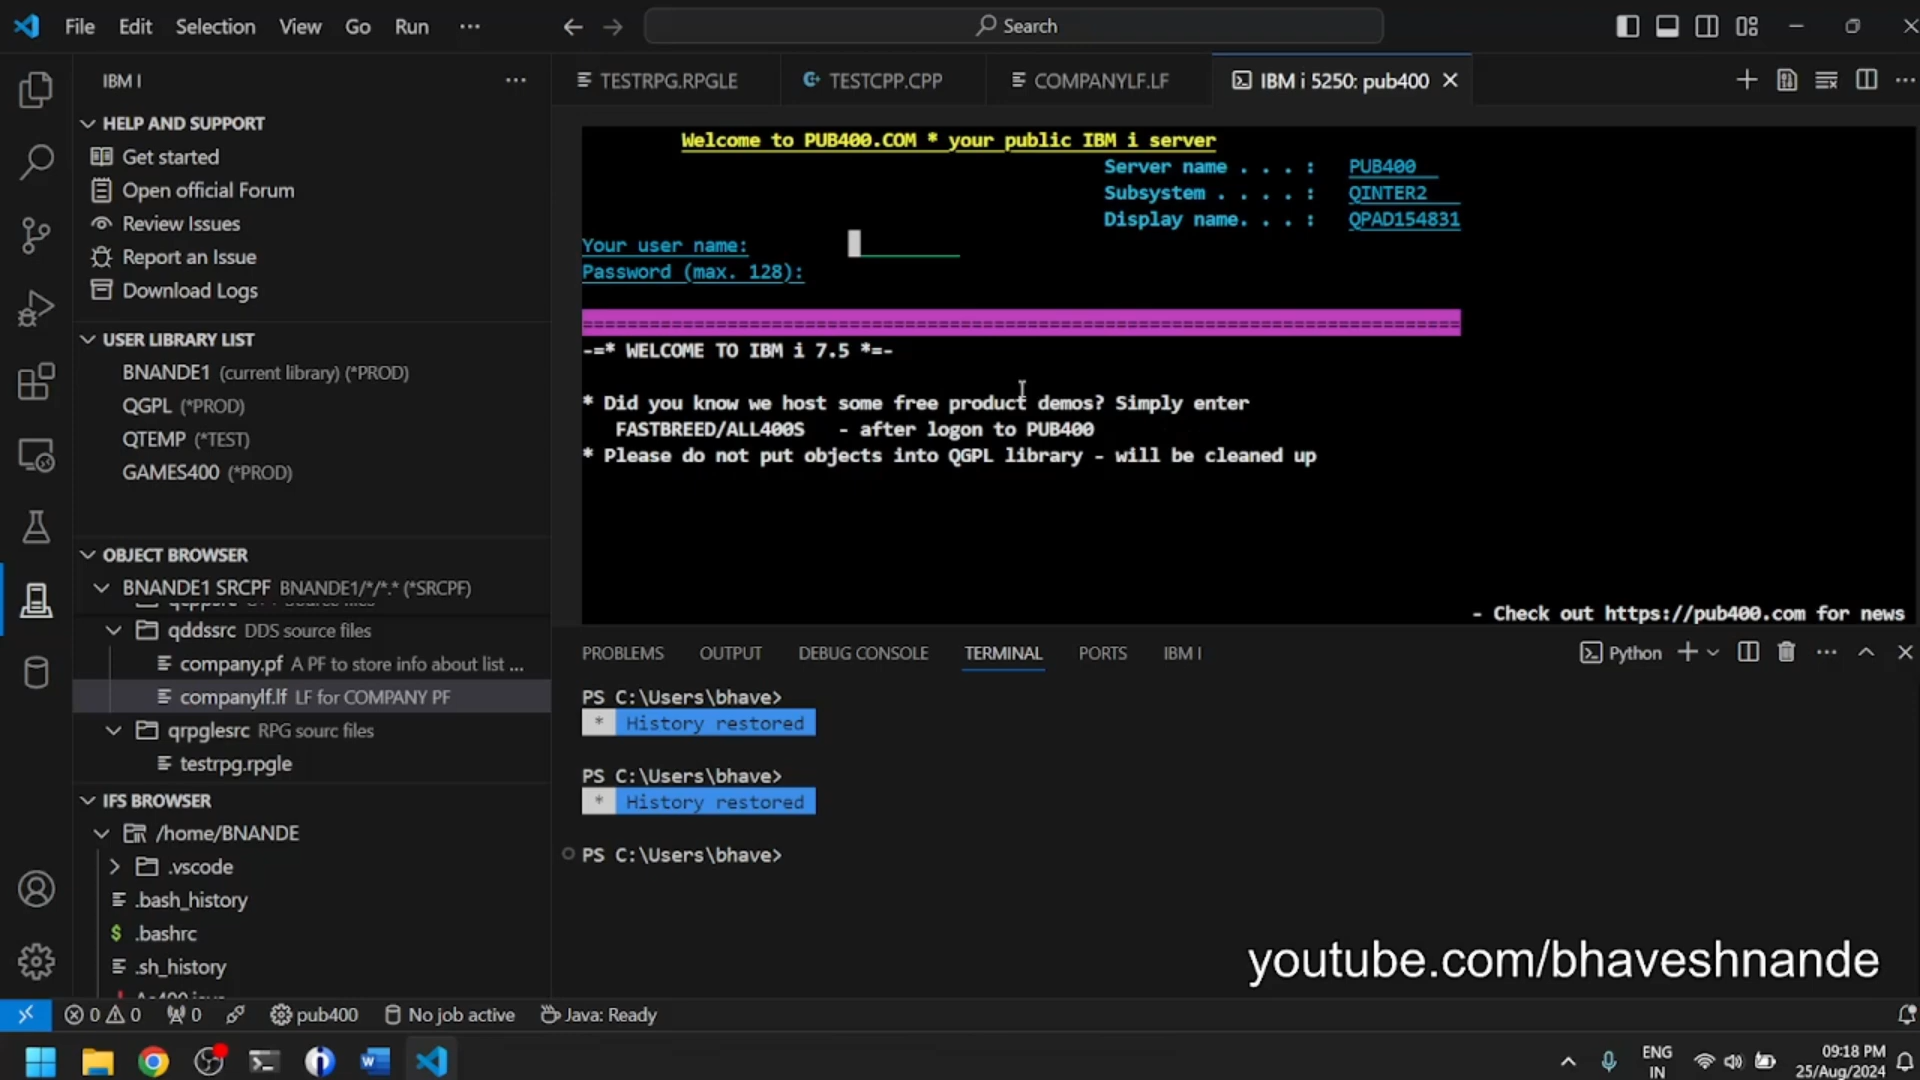 File Edit Selection View Go Run ··· Search
IBM I ···
HELP AND SUPPORT
Get started
Open official Forum
Review Issues
Report an Issue
Download Logs
USER LIBRARY LIST
BNANDE1 (current library) (*PROD)
QGPL (*PROD)
QTEMP (*TEST)
GAMES400 (*PROD)
OBJECT BROWSER
BNANDE1 SRCPF BNANDE1/*/*.* (*SRCPF)
qddssrc DDS source files
company.pf A PF to store info about list ...
companylf.lf LF for COMPANY PF
qrpglesrc RPG sourc files
testrpg.rpgle
IFS BROWSER
/home/BNANDE
.vscode
.bash_history
$ .bashrc
.sh_history
TESTRPG.RPGLE TESTCPP.CPP COMPANYLF.LF IBM i 5250: pub400
Welcome to PUB400.COM * your public IBM i server
Server name . . . : PUB400
Subsystem . . . . : QINTER2
Display name. . . : QPAD154831
Your user name:
Password (max. 128):
===============================================================================
-=* WELCOME TO IBM i 7.5 *=-
* Did you know we host some free product demos? Simply enter
FASTBREED/ALL400S - after logon to PUB400
* Please do not put objects into QGPL library - will be cleaned up
- Check out https://pub400.com for news
PROBLEMS OUTPUT DEBUG CONSOLE TERMINAL PORTS IBM I Python
PS C:\Users\bhave>
* History restored
PS C:\Users\bhave>
* History restored
PS C:\Users\bhave>
youtube.com/bhaveshnande
0 0 0 pub400 No job active Java: Ready
ENG
IN
09:18 PM
25/Aug/2024